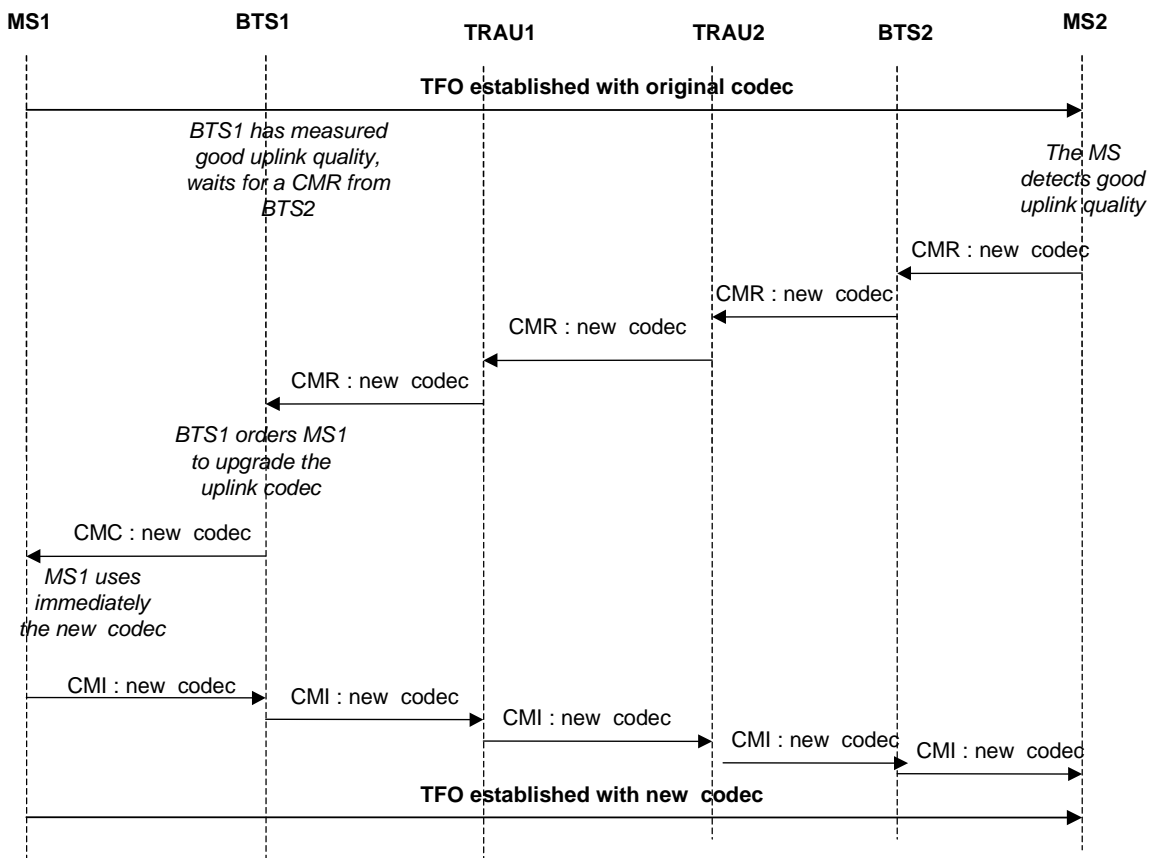 MS1
BTS1
TRAU1
TRAU2
BTS2
MS2
TFO established with original codec
BTS1 has measured
good uplink quality,
waits for a CMR from
BTS2
The MS
detects good
uplink quality
CMR : new codec
CMR : new codec
CMR : new codec
CMR : new codec
BTS1 orders MS1
to upgrade the
uplink codec
CMC : new codec
MS1 uses
immediately
the new codec
CMI : new codec
CMI : new codec
CMI : new codec
CMI : new codec
CMI : new codec
TFO established with new codec